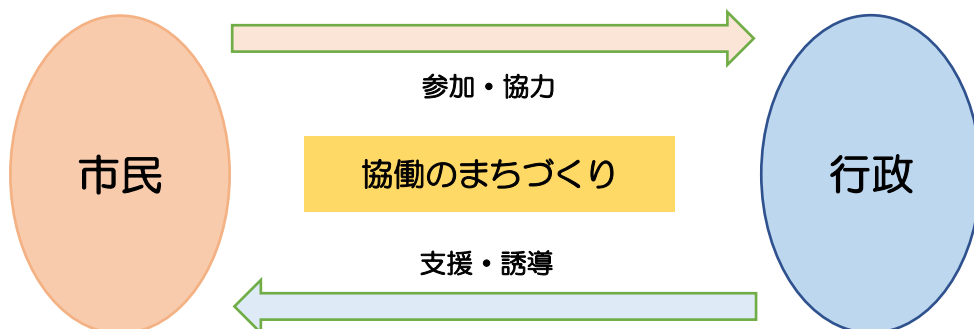 参加・協力
市民
協働のまちづくり
行政
支援・誘導